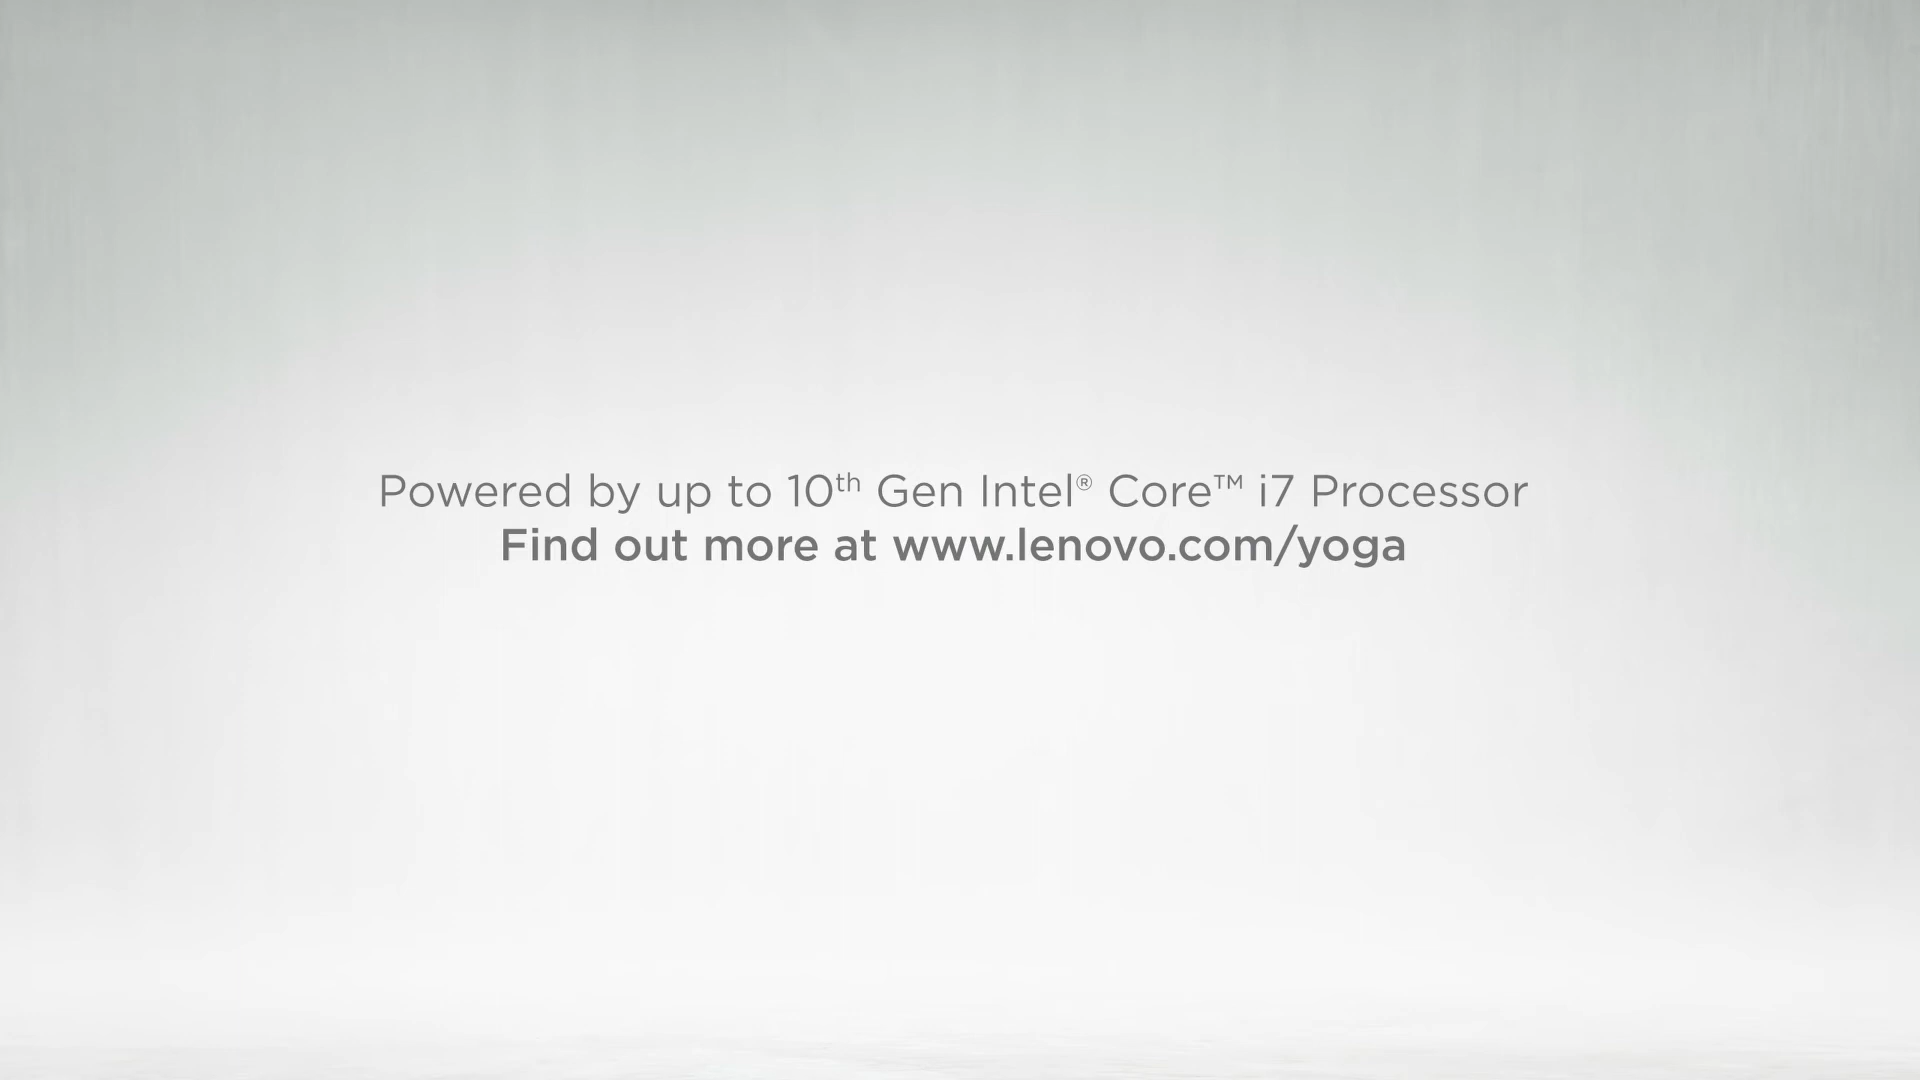 Powered by up to 10th Gen Intel® Core™ i7 Processor
Find out more at www.lenovo.com/yoga